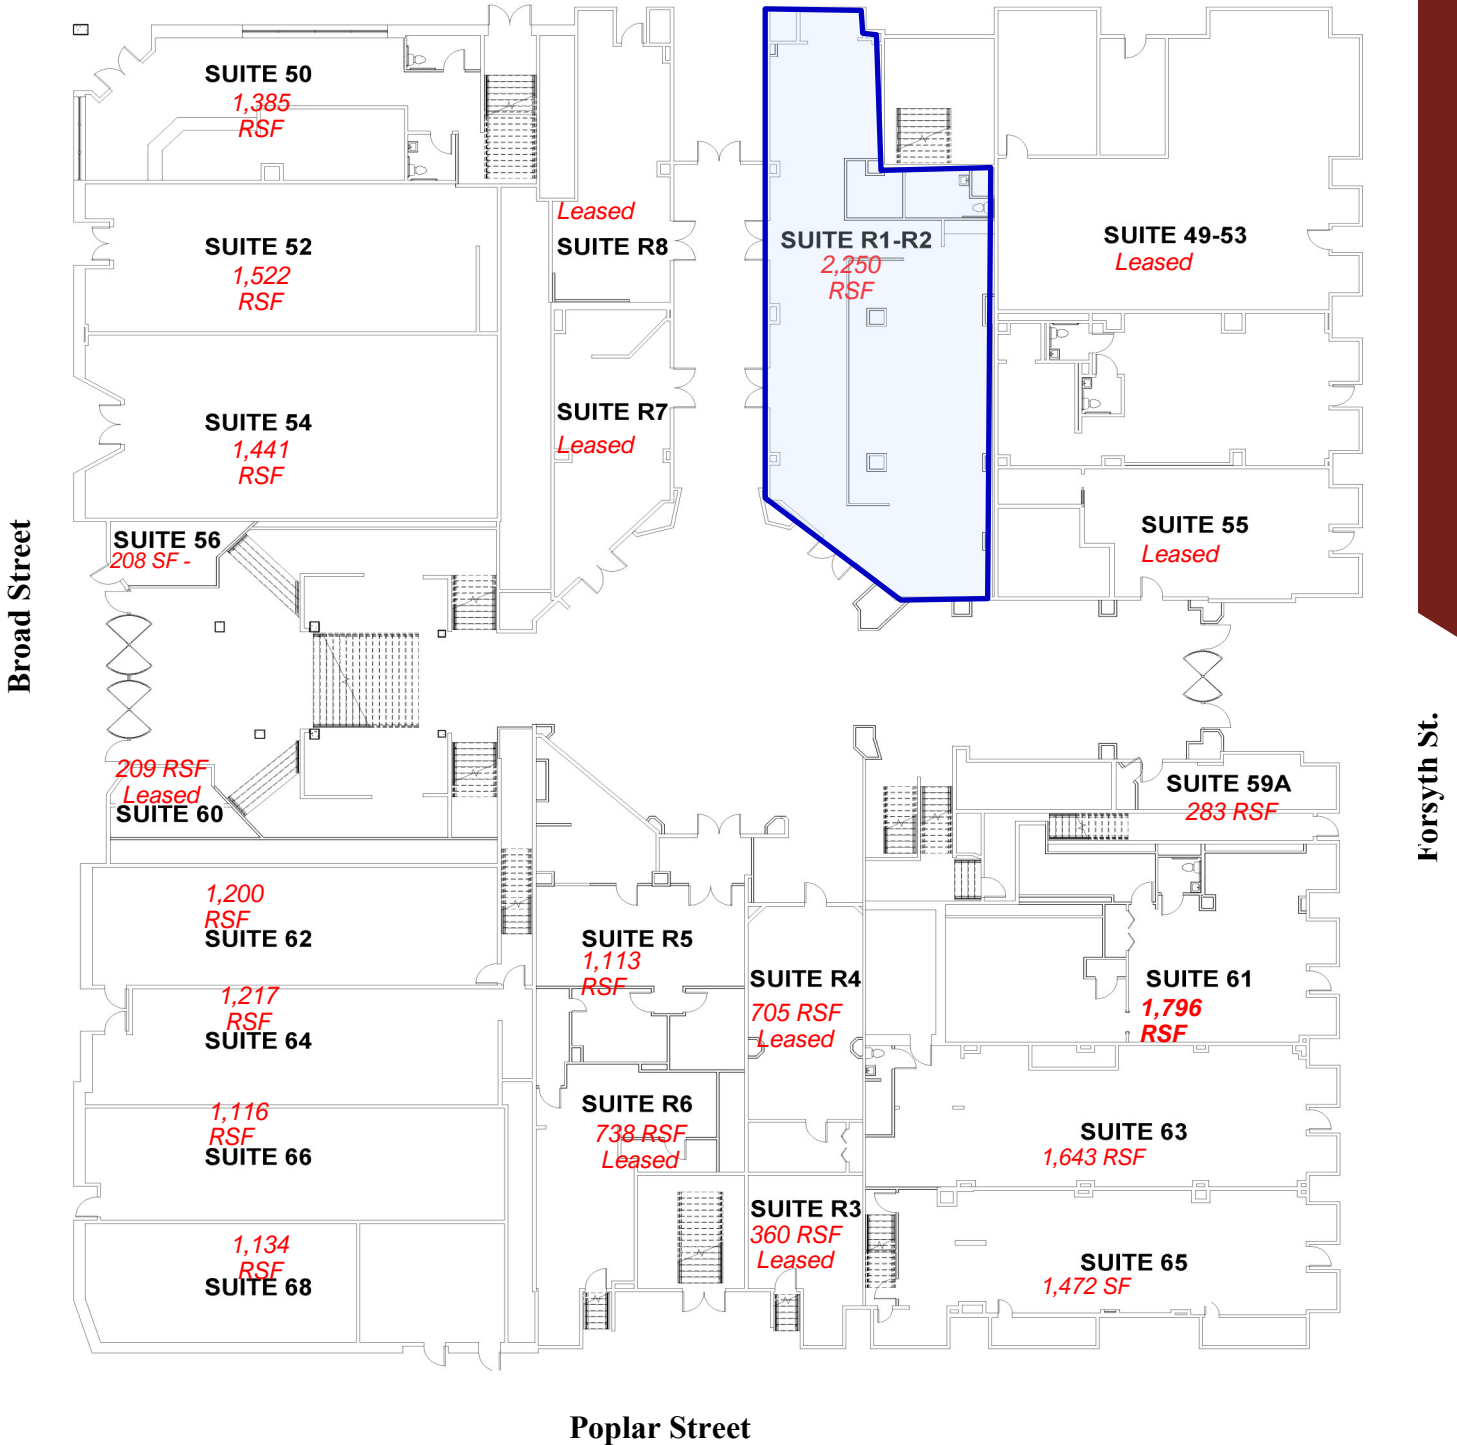 SUITE 50
1,385
RSF
SUITE 52
1,522
RSF
SUITE 54
1,441
RSF
SUITE 56
208 SF -
Leased
SUITE R8
SUITE R7
Leased
SUITE R1-R2
2,250
RSF
SUITE 49-53
Leased
SUITE 55
Leased
Broad Street
Forsyth St.
209 RSF
Leased
SUITE 60
SUITE 59A
283 RSF
1,200
RSF
SUITE 62
1,217
RSF
SUITE 64
1,116
RSF
SUITE 66
1,134
RSF
SUITE 68
SUITE R5
1,113
RSF
SUITE R4
705 RSF
Leased
SUITE R6
738 RSF
Leased
SUITE R3
360 RSF
Leased
SUITE 61
1,796
RSF
SUITE 63
1,643 RSF
SUITE 65
1,472 SF
Poplar Street